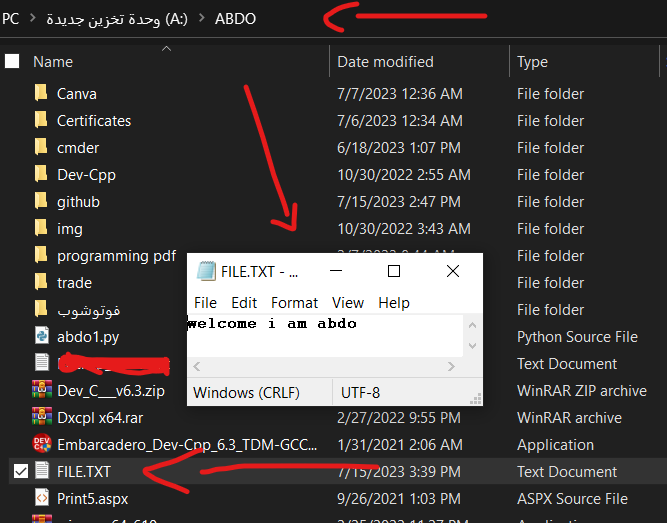 PC > وحدة تخزين جديدة (A:) > ABDO
Name Date modified Type
Canva 7/7/2023 12:36 AM File folder
Certificates 7/6/2023 12:34 AM File folder
cmder 6/18/2023 1:07 PM File folder
Dev-Cpp 10/30/2022 2:55 AM File folder
github 7/15/2023 2:47 PM File folder
img 10/30/2022 3:43 AM File folder
programming pdf File folder
trade File folder
فوتوشوب File folder
FILE.TXT - ...
File Edit Format View Help
welcome i am abdo
Windows (CRLF) UTF-8
abdo1.py Python Source File
Text Document
Dev_C___v6.3.zip WinRAR ZIP archive
Dxcpl x64.rar 2/27/2022 9:55 PM WinRAR archive
Embarcadero_Dev-Cpp_6.3_TDM-GCC... 1/31/2021 2:06 AM Application
FILE.TXT 7/15/2023 3:39 PM Text Document
Print5.aspx 9/26/2021 1:03 PM ASPX Source File